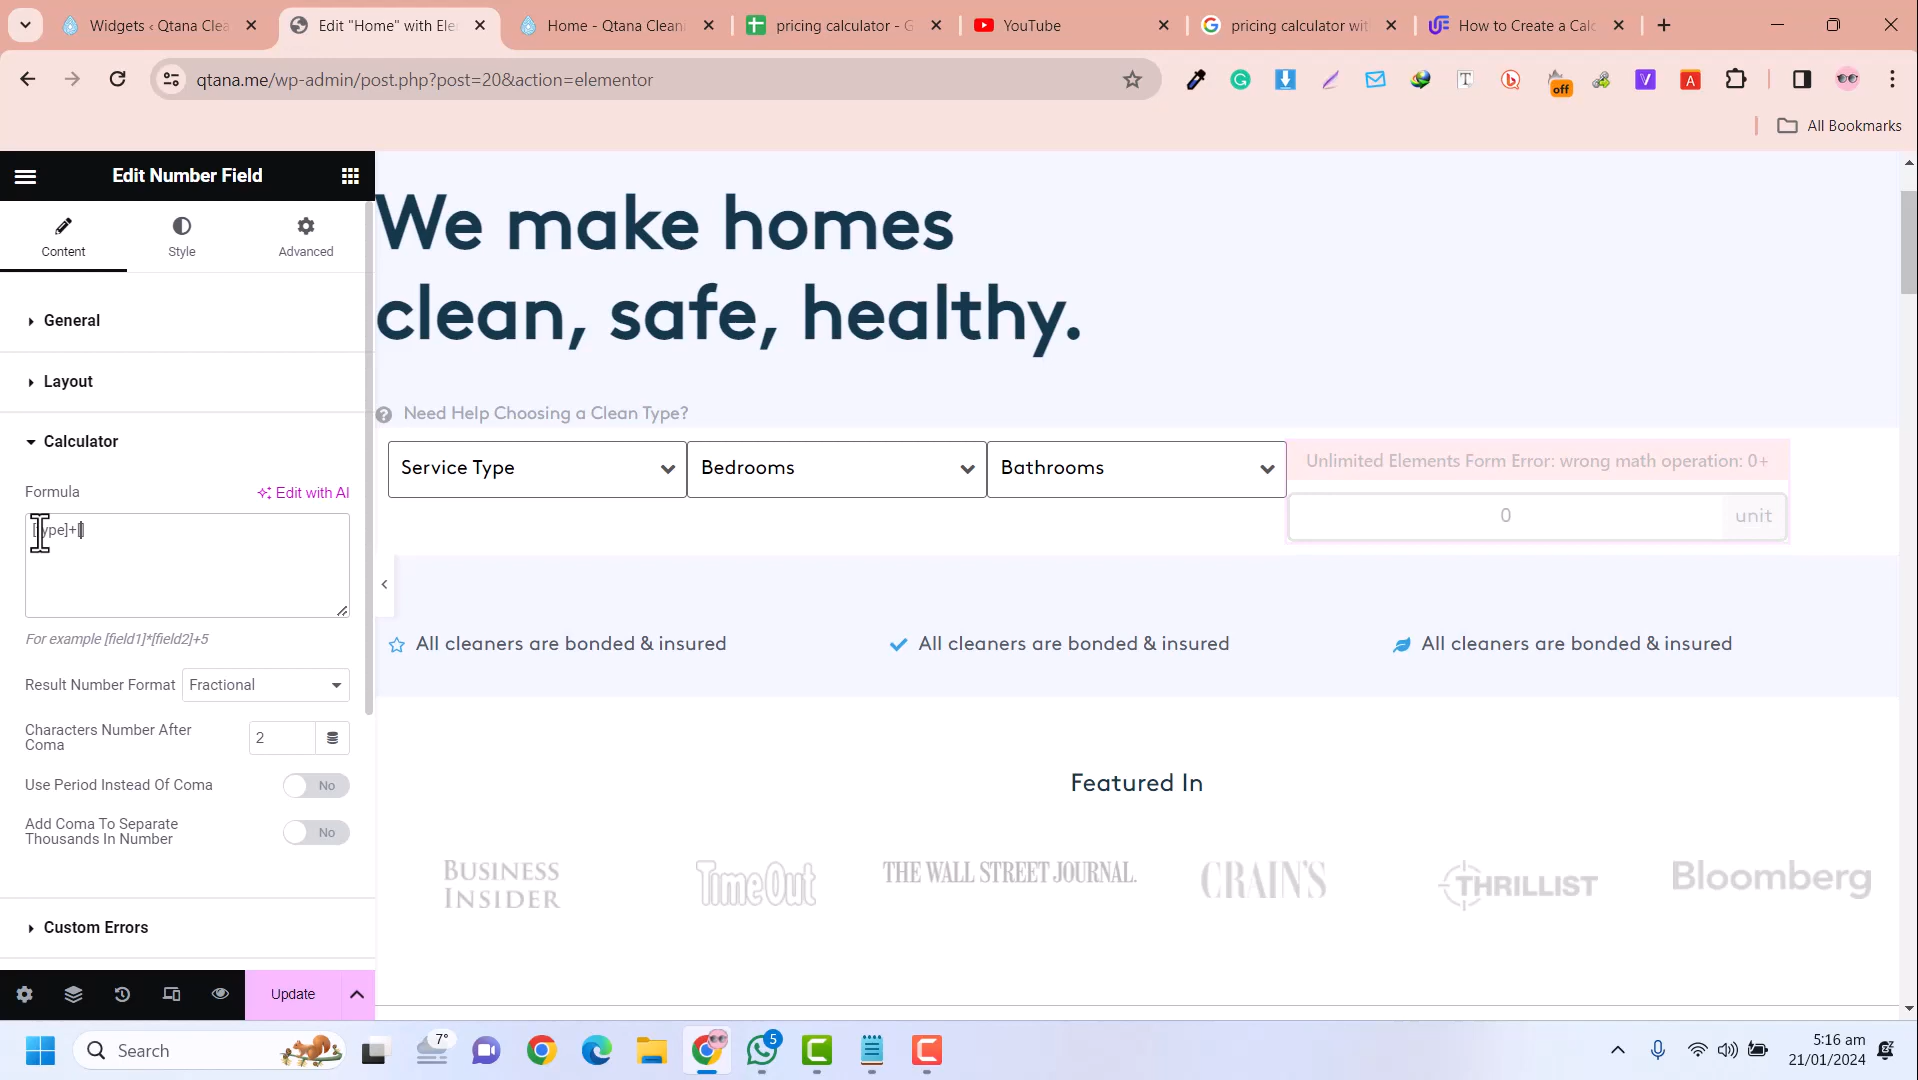 Widgets ‹ Qtana Clea
Edit "Home" with Ele
Home - Qtana Cleani
pricing calculator - G
YouTube
pricing calculator wit
How to Create a Calc
qtana.me/wp-admin/post.php?post=20&action=elementor
off
All Bookmarks
Edit Number Field
Content
Style
Advanced
General
Layout
Calculator
Formula
Edit with AI
For example [field1]*[field2]+5
Result Number Format
Fractional
Characters Number After
Coma
2
Use Period Instead Of Coma
No
Add Coma To Separate
Thousands In Number
No
Custom Errors
Update
We make homes
clean, safe, healthy.
Need Help Choosing a Clean Type?
Service Type
Bedrooms
Bathrooms
Unlimited Elements Form Error: wrong math operation: 0+
0
unit
All cleaners are bonded & insured
All cleaners are bonded & insured
All cleaners are bonded & insured
Featured In
BUSINESS
INSIDER
TimeOut
THE WALL STREET JOURNAL.
CRAIN'S
THRILLIST
Bloomberg
Search
7°
5
5:16 am
21/01/2024